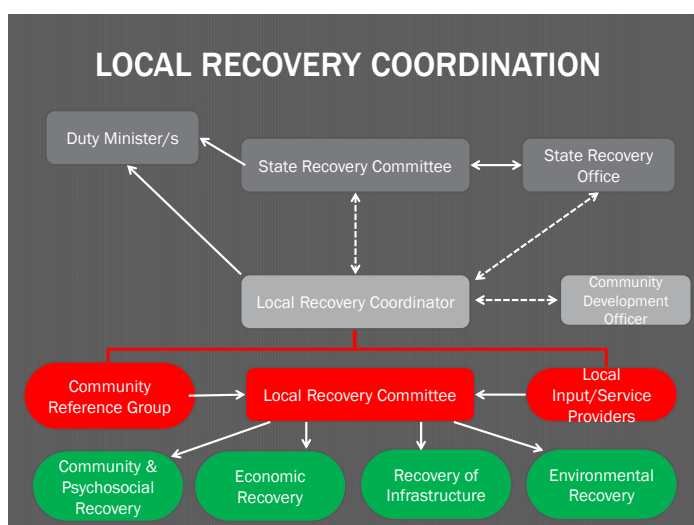 LOCAL RECOVERY COORDINATION
Duty Minister/s
State Recovery Committee
State Recovery
Office
Local Recovery Coordinator
Community
Development
Officer
Community
Reference Group
Local Recovery Committee
Local
Input/Service
Providers
Community &
Psychosocial
Recovery
Economic
Recovery
Recovery of
Infrastructure
Environmental
Recovery